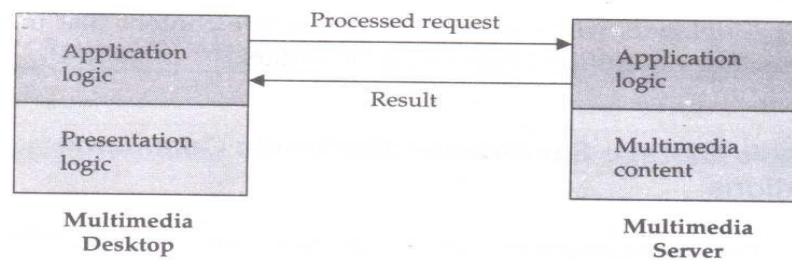 Processed request
Application
logic
Application
logic
Result
Presentation
logic
Multimedia
content
Multimedia
Desktop
Multimedia
Server